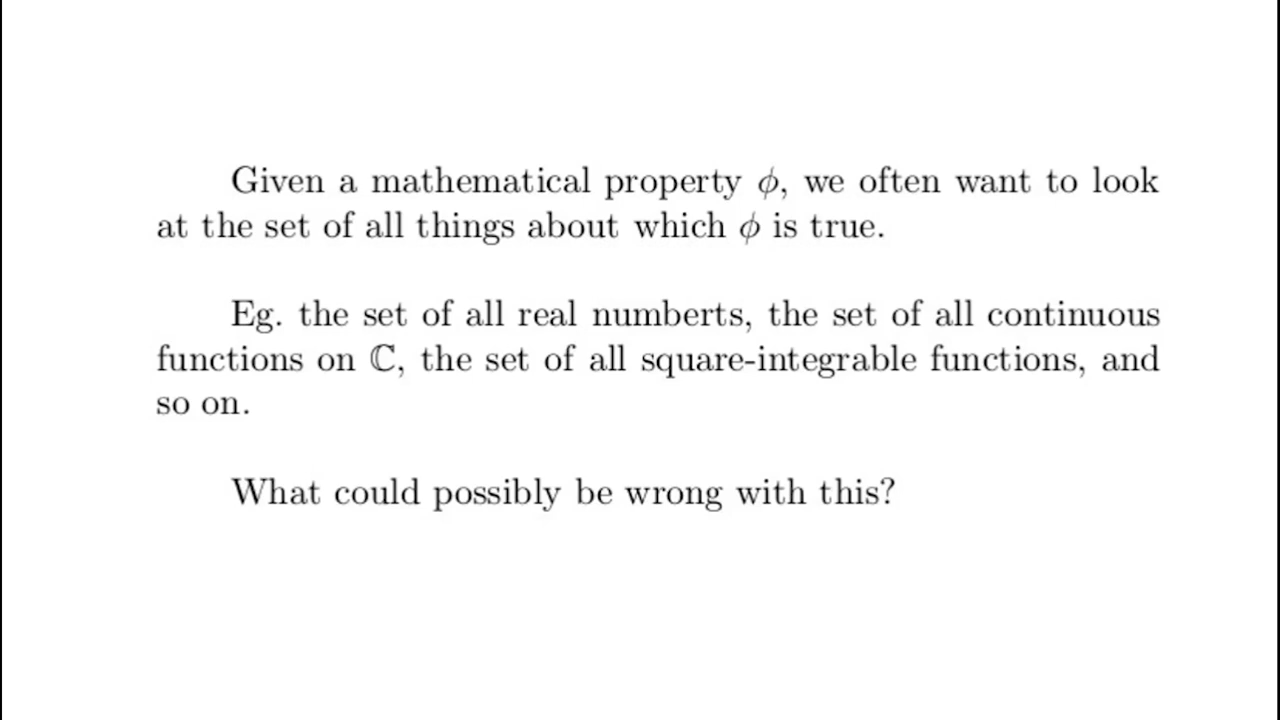 Given a mathematical property ϕ, we often want to look
at the set of all things about which ϕ is true.
Eg. the set of all real numberts, the set of all continuous
functions on ℂ, the set of all square-integrable functions, and
so on.
What could possibly be wrong with this?